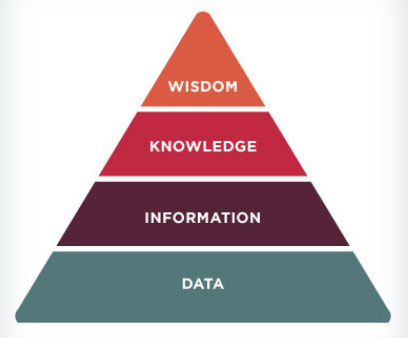 WISDOM
KNOWLEDGE
INFORMATION
DATA